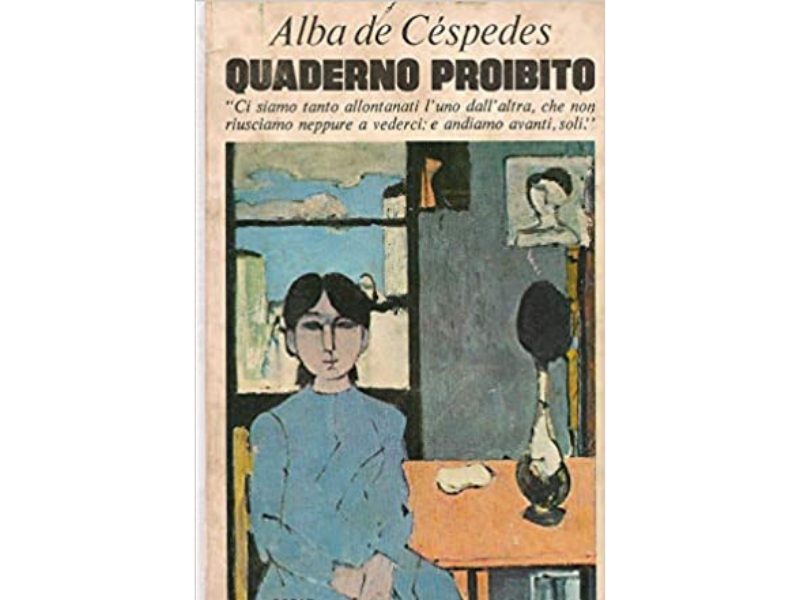 Alba de Céspedes
QUADERNO PROIBITO
"Ci siamo tanto allontanati l'uno dall'altra, che non
riusciamo neppure a vederci: e andiamo avanti, soli."